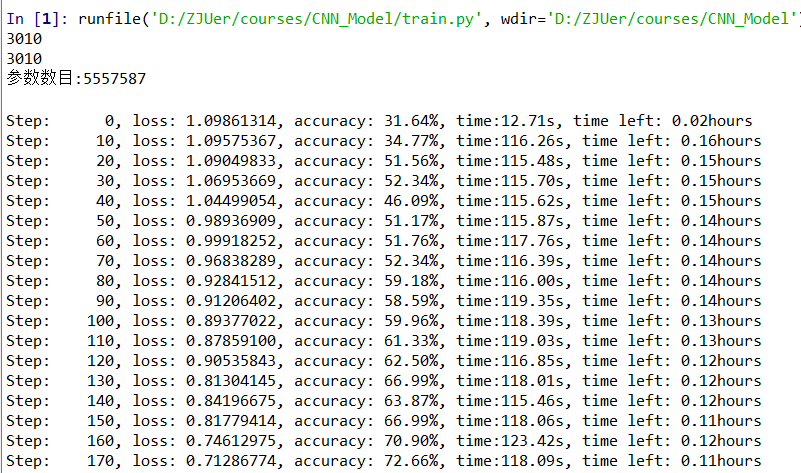 In [1]: runfile('D:/ZJUer/courses/CNN_Model/train.py', wdir='D:/ZJUer/courses/CNN_Model')
3010
3010
参数数目:5557587
Step:      0, loss: 1.09861314, accuracy: 31.64%, time:12.71s, time left: 0.02hours
Step:     10, loss: 1.09575367, accuracy: 34.77%, time:116.26s, time left: 0.16hours
Step:     20, loss: 1.09049833, accuracy: 51.56%, time:115.48s, time left: 0.15hours
Step:     30, loss: 1.06953669, accuracy: 52.34%, time:115.70s, time left: 0.15hours
Step:     40, loss: 1.04499054, accuracy: 46.09%, time:115.62s, time left: 0.15hours
Step:     50, loss: 0.98936909, accuracy: 51.17%, time:115.87s, time left: 0.14hours
Step:     60, loss: 0.99918252, accuracy: 51.76%, time:117.76s, time left: 0.14hours
Step:     70, loss: 0.96838289, accuracy: 52.34%, time:116.39s, time left: 0.14hours
Step:     80, loss: 0.92841512, accuracy: 59.18%, time:116.00s, time left: 0.14hours
Step:     90, loss: 0.91206402, accuracy: 58.59%, time:119.35s, time left: 0.14hours
Step:    100, loss: 0.89377022, accuracy: 59.96%, time:118.39s, time left: 0.13hours
Step:    110, loss: 0.87859100, accuracy: 61.33%, time:119.03s, time left: 0.13hours
Step:    120, loss: 0.90535843, accuracy: 62.50%, time:116.85s, time left: 0.12hours
Step:    130, loss: 0.81304145, accuracy: 66.99%, time:118.01s, time left: 0.12hours
Step:    140, loss: 0.84196675, accuracy: 63.87%, time:115.46s, time left: 0.12hours
Step:    150, loss: 0.81779414, accuracy: 66.99%, time:118.06s, time left: 0.11hours
Step:    160, loss: 0.74612975, accuracy: 70.90%, time:123.42s, time left: 0.12hours
Step:    170, loss: 0.71286774, accuracy: 72.66%, time:118.09s, time left: 0.11hours